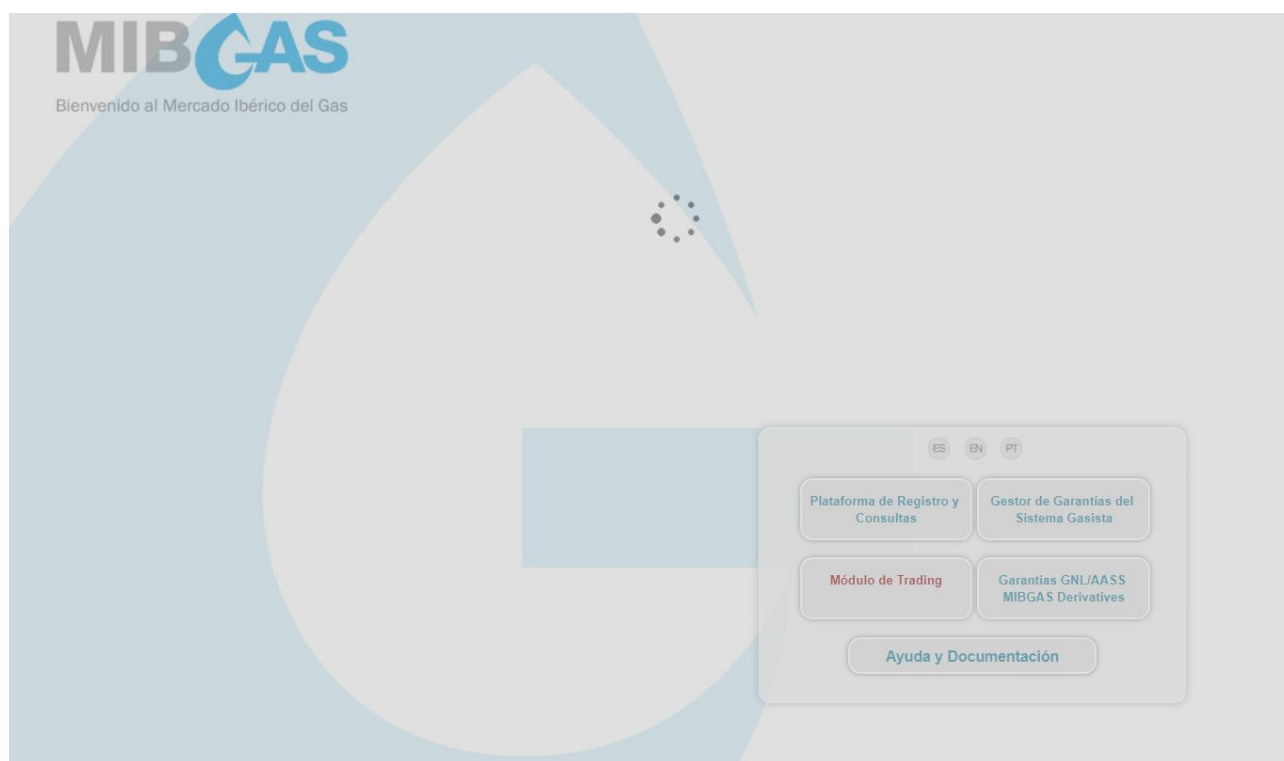 MIBGAS
Bienvenido al Mercado Ibérico del Gas
ES EN PT
Plataforma de Registro y
Consultas
Gestor de Garantías del
Sistema Gasista
Módulo de Trading
Garantías GNL/AASS
MIBGAS Derivatives
Ayuda y Documentación